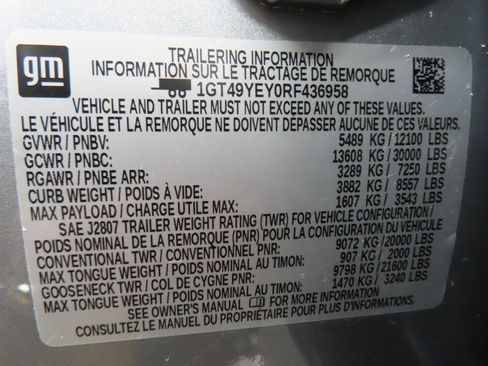 gm
TRAILERING INFORMATION
INFORMATION SUR LE TRACTAGE DE REMORQUE
1GT49YEY0RF436958
VEHICLE AND TRAILER MUST NOT EXCEED ANY OF THESE VALUES.
LE VÉHICULE ET LA REMORQUE NE DOIVENT DÉPASSER AUCUNE DE CES VALEURS.
GVWR / PNBV: 5489 KG / 12100 LBS
GCWR / PNBC: 13608 KG / 30000 LBS
RGAWR / PNBE ARR: 3289 KG / 7250 LBS
CURB WEIGHT / POIDS À VIDE: 3882 KG / 8557 LBS
MAX PAYLOAD / CHARGE UTILE MAX: 1607 KG / 3543 LBS
SAE J2807 TRAILER WEIGHT RATING (TWR) FOR VEHICLE CONFIGURATION /
POIDS NOMINAL DE LA REMORQUE (PNR) POUR LA CONFIGURATION DU VÉHICULE
CONVENTIONAL TWR / CONVENTIONNEL PNR: 9072 KG / 20000 LBS
MAX TONGUE WEIGHT / POIDS MAXIMAL AU TIMON: 907 KG / 2000 LBS
GOOSENECK TWR / COL DE CYGNE PNR: 9798 KG / 21600 LBS
MAX TONGUE WEIGHT / POIDS MAXIMAL AU TIMON: 1470 KG / 3240 LBS
SEE OWNER'S MANUAL FOR MORE INFORMATION.
CONSULTEZ LE MANUEL DU PROPRIÉTAIRE POUR PLUS D'INFORMATION.